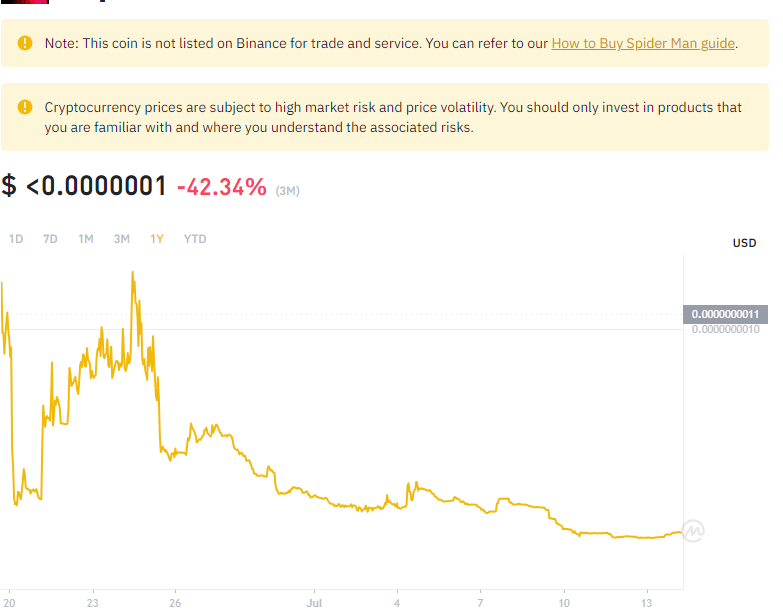 Note: This coin is not listed on Binance for trade and service. You can refer to our How to Buy Spider Man guide.
Cryptocurrency prices are subject to high market risk and price volatility. You should only invest in products that
you are familiar with and where you understand the associated risks.
$ <0.0000001 -42.34% (3M)
1D 7D 1M 3M 1Y YTD
USD
0.0000000011
0.0000000010
20 23 26 Jul 4 7 10 13